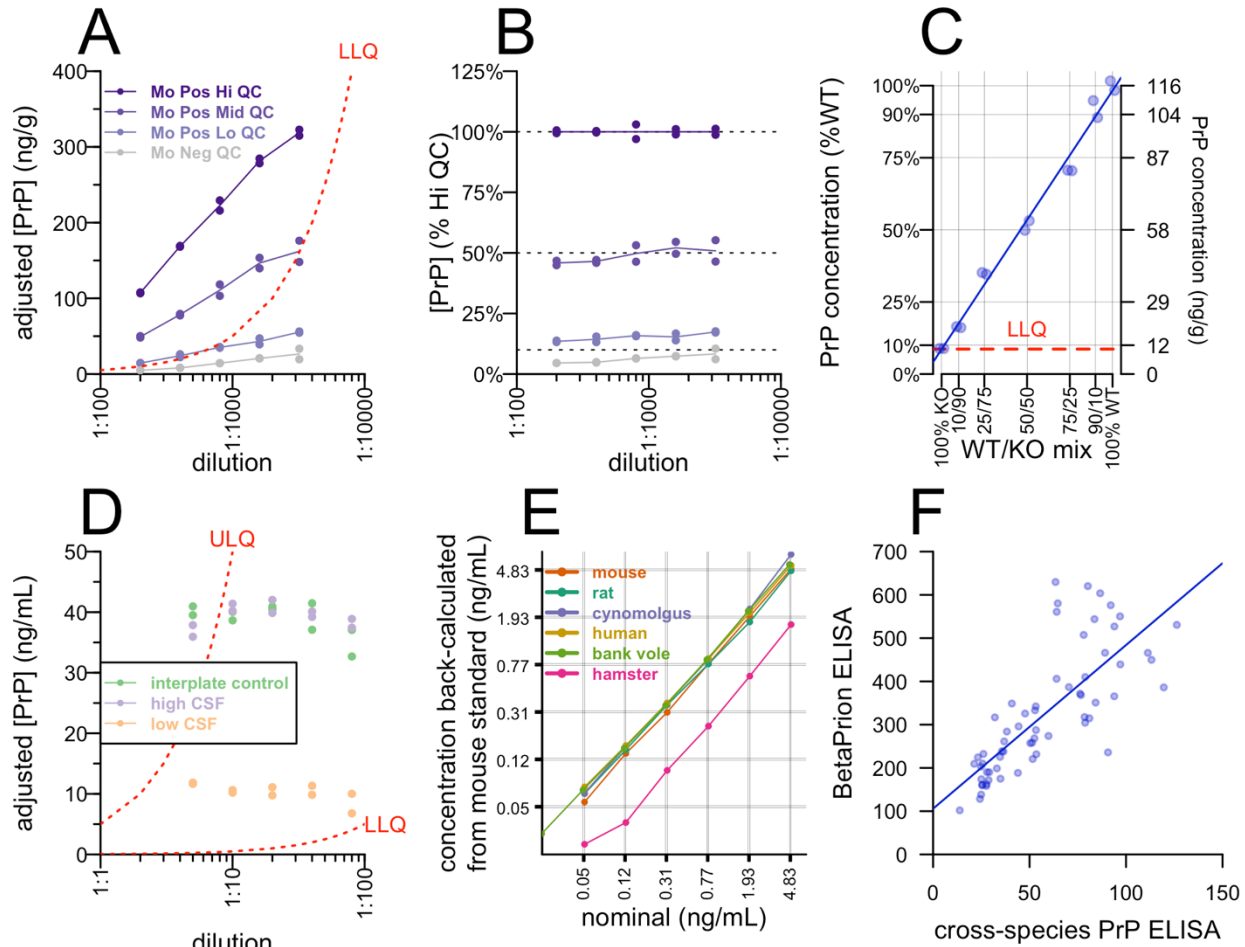 A
adjusted [PrP] (ng/g)
400
300
200
100
0
LLQ
Mo Pos Hi QC
Mo Pos Mid QC
Mo Pos Lo QC
Mo Neg QC
1:100
1:1000
1:10000
dilution
B
[PrP] (% Hi QC)
125%
100%
75%
50%
25%
0%
1:100
1:1000
1:10000
dilution
C
PrP concentration (%WT)
100%
90%
75%
50%
25%
10%
0%
LLQ
116
104
87
58
29
12
0
PrP concentration (ng/g)
100% KO
10/90
25/75
50/50
75/25
90/10
100% WT
WT/KO mix
D
adjusted [PrP] (ng/mL)
50
40
30
20
10
0
ULQ
interplate control
high CSF
low CSF
LLQ
1:1
1:10
1:100
dilution
E
concentration back-calculated
from mouse standard (ng/mL)
4.83
1.93
0.77
0.31
0.12
0.05
mouse
rat
cynomolgus
human
bank vole
hamster
0.05
0.12
0.31
0.77
1.93
4.83
nominal (ng/mL)
F
BetaPrion ELISA
700
600
500
400
300
200
100
0
0
50
100
150
cross-species PrP ELISA